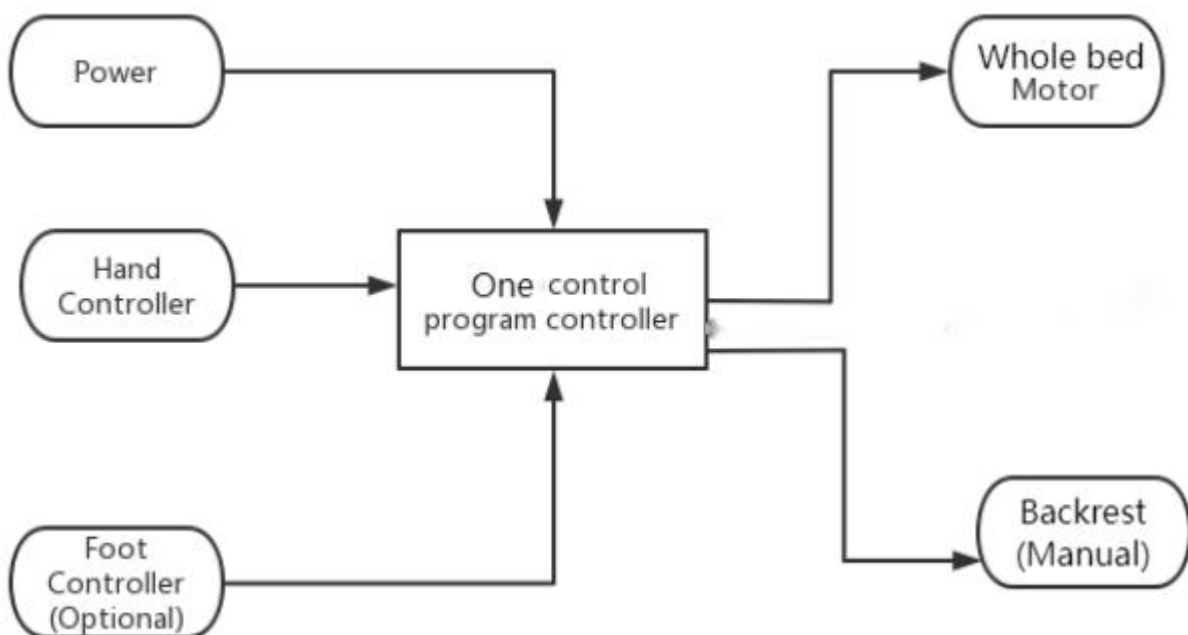 Power
Whole bed
Motor
Hand
Controller
One control
program controller
Foot
Controller
(Optional)
Backrest
(Manual)